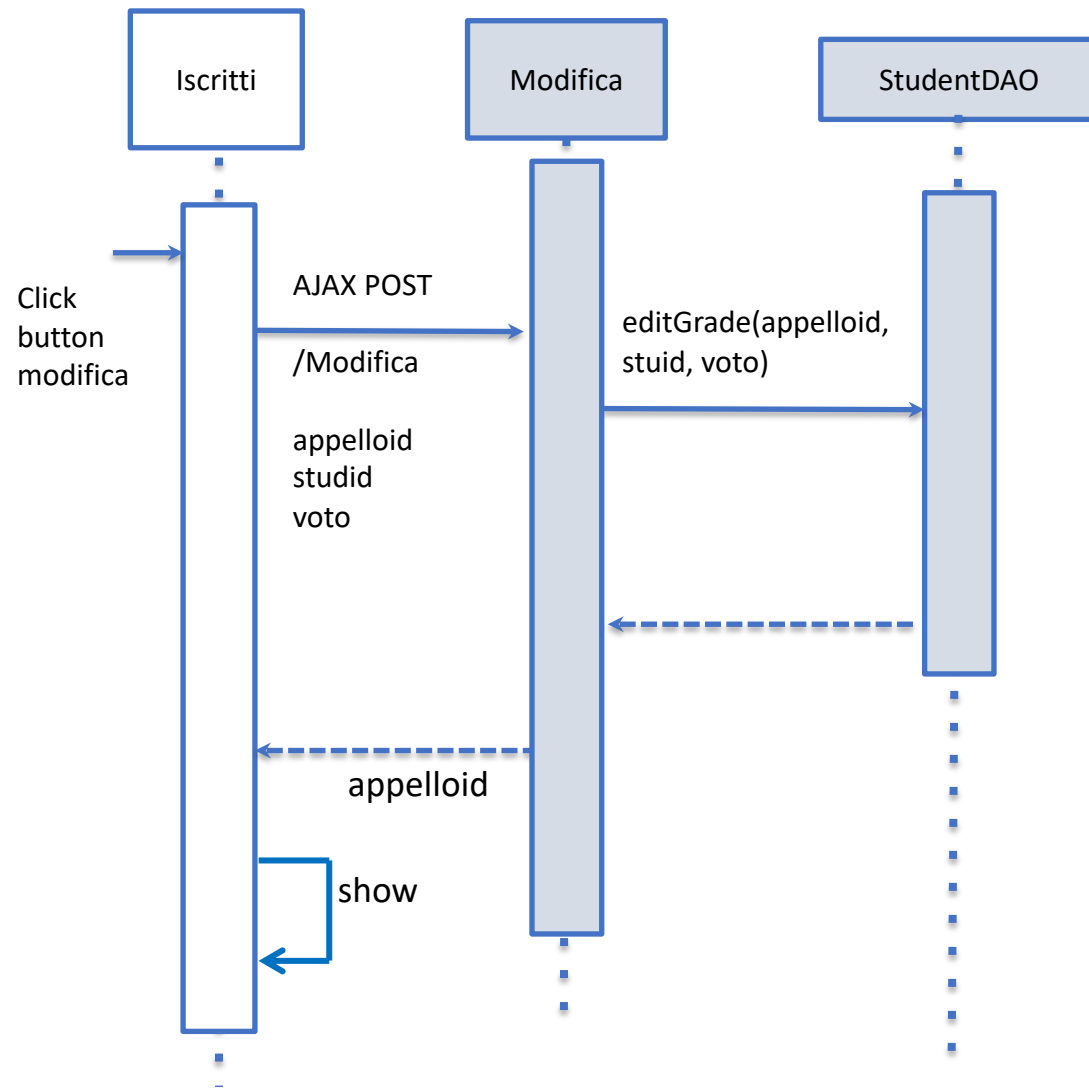 Iscritti
Modifica
StudentDAO
Click
button
modifica
AJAX POST
/Modifica
appelloid
studid
voto
editGrade(appelloid,
stuid, voto)
appelloid
show